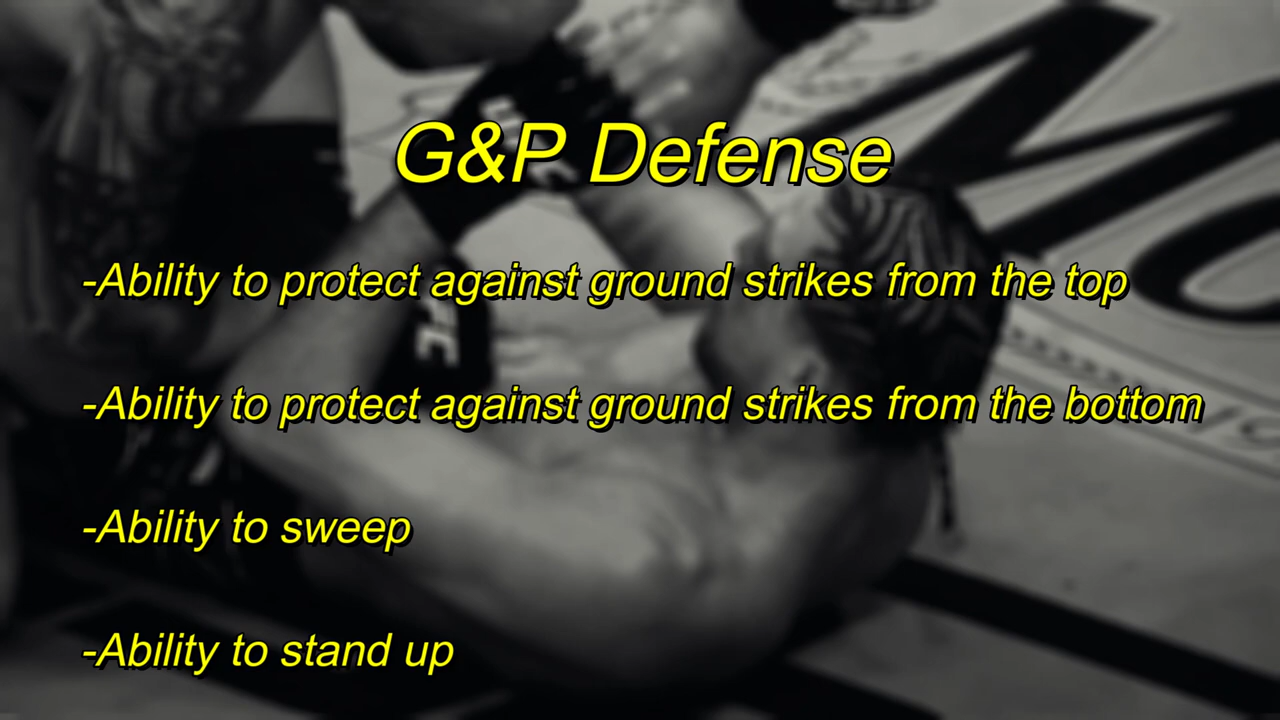 G&P Defense
-Ability to protect against ground strikes from the top
-Ability to protect against ground strikes from the bottom
-Ability to sweep
-Ability to stand up